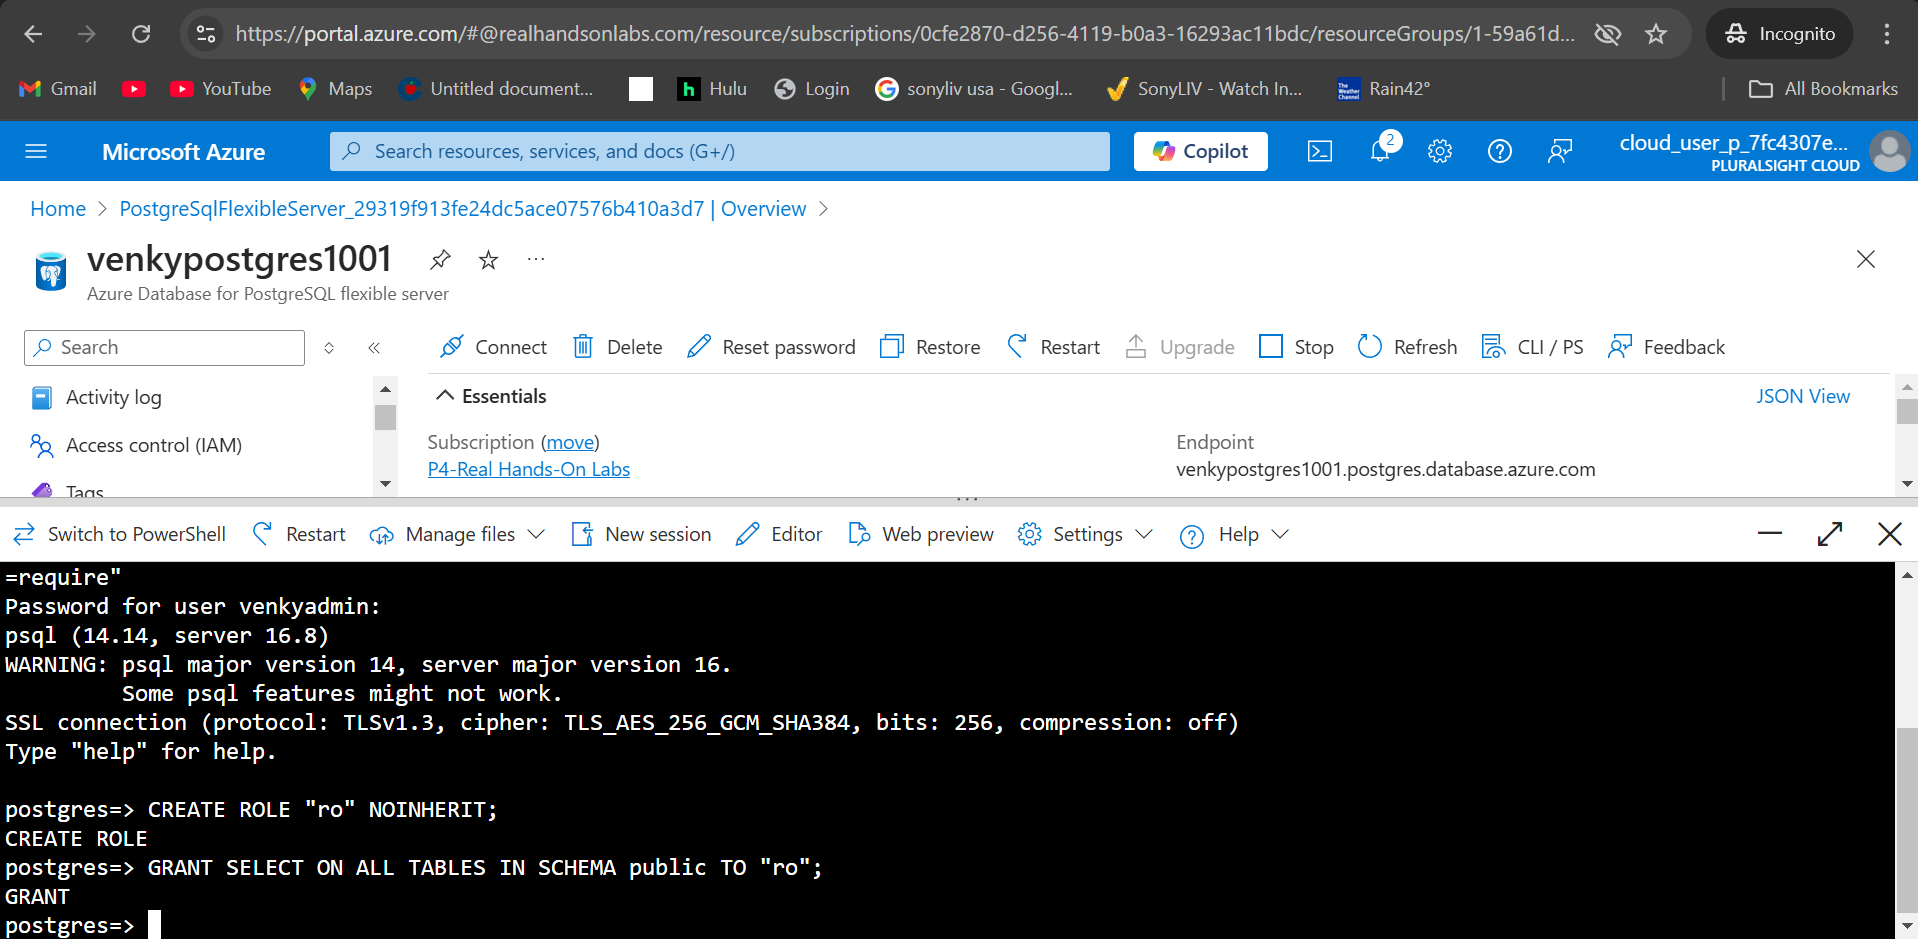 https://portal.azure.com/#@realhandsonlabs.com/resource/subscriptions/0cfe2870-d256-4119-b0a3-16293ac11bdc/resourceGroups/1-59a61d...
Incognito
Gmail
YouTube
Maps
Untitled document...
h
Hulu
Login
sonyliv usa - Googl...
SonyLIV - Watch In...
The Weather Channel
Rain42°
All Bookmarks
Microsoft Azure
Search resources, services, and docs (G+/)
Copilot
2
cloud_user_p_7fc4307e...
PLURALSIGHT CLOUD
Home > PostgreSqlFlexibleServer_29319f913fe24dc5ace07576b410a3d7 | Overview >
venkypostgres1001
...
Azure Database for PostgreSQL flexible server
Search
Connect
Delete
Reset password
Restore
Restart
Upgrade
Stop
Refresh
CLI / PS
Feedback
Activity log
Access control (IAM)
Tags
Essentials
JSON View
Subscription (move)
P4-Real Hands-On Labs
Endpoint
venkypostgres1001.postgres.database.azure.com
Switch to PowerShell
Restart
Manage files
New session
Editor
Web preview
Settings
Help
=require"
Password for user venkyadmin:
psql (14.14, server 16.8)
WARNING: psql major version 14, server major version 16.
Some psql features might not work.
SSL connection (protocol: TLSv1.3, cipher: TLS_AES_256_GCM_SHA384, bits: 256, compression: off)
Type "help" for help.
postgres=> CREATE ROLE "ro" NOINHERIT;
CREATE ROLE
postgres=> GRANT SELECT ON ALL TABLES IN SCHEMA public TO "ro";
GRANT
postgres=>